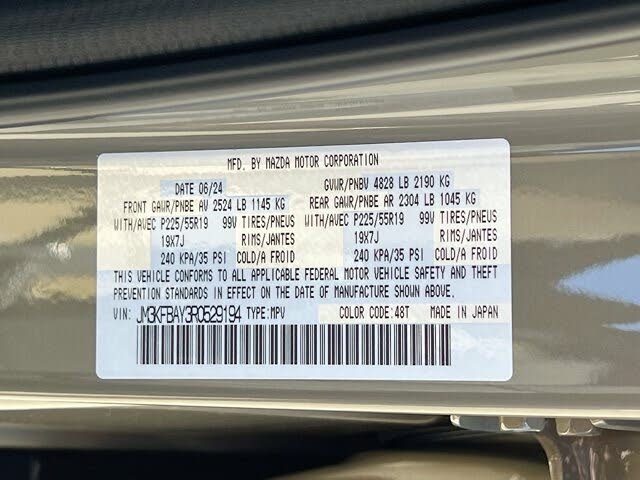 MFD. BY MAZDA MOTOR CORPORATION
DATE 06/24 GVWR/PNBV 4828 LB 2190 KG
FRONT GAWR/PNBE AV 2524 LB 1145 KG REAR GAWR/PNBE AR 2304 LB 1045 KG
WITH/AVEC P225/55R19 99V TIRES/PNEUS WITH/AVEC P225/55R19 99V TIRES/PNEUS
19X7J RIMS/JANTES 19X7J RIMS/JANTES
240 KPA/35 PSI COLD/A FROID 240 KPA/35 PSI COLD/A FROID
THIS VEHICLE CONFORMS TO ALL APPLICABLE FEDERAL MOTOR VEHICLE SAFETY AND THEFT
PREVENTION STANDARDS IN EFFECT ON THE DATE OF MANUFACTURE SHOWN ABOVE.
VIN: JM3KFBAY3R0529194 TYPE:MPV COLOR CODE:48T MADE IN JAPAN